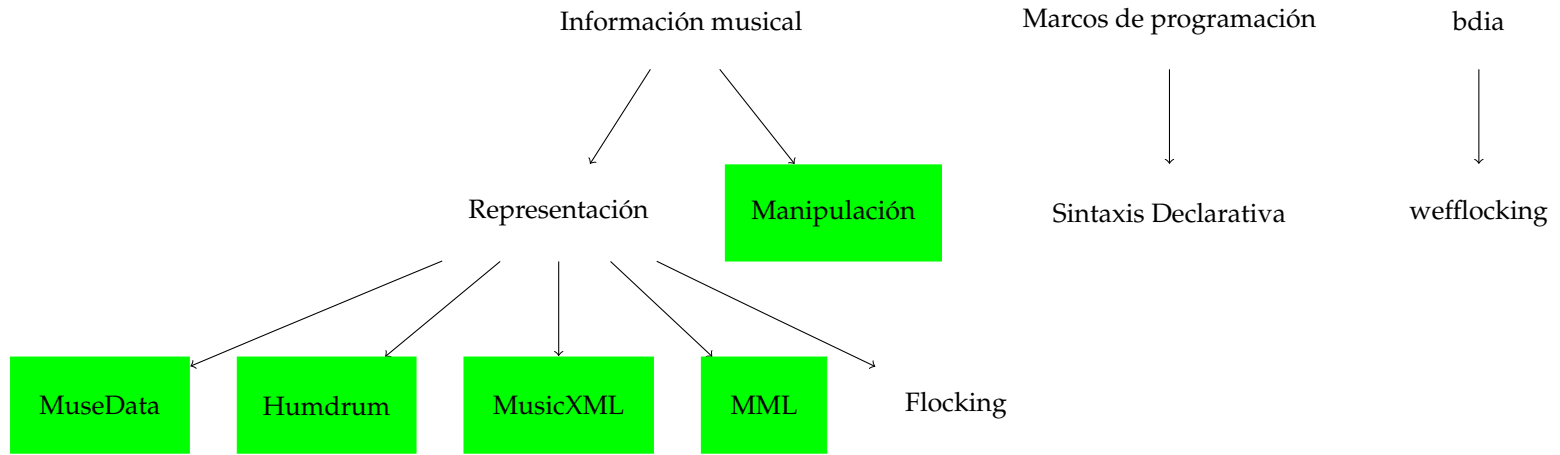 Información musical
Marcos de programación
bdia
Representación
Manipulación
Sintaxis Declarativa
wefflocking
MuseData
Humdrum
MusicXML
MML
Flocking